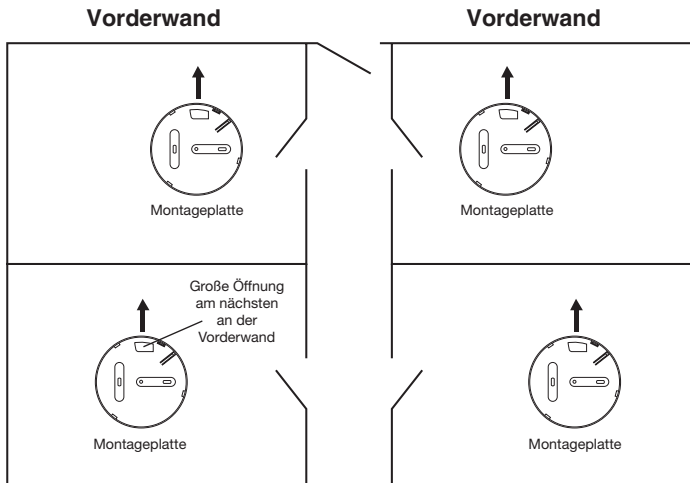 Vorderwand
Vorderwand
Montageplatte
Montageplatte
Große Öffnung
am nächsten
an der
Vorderwand
Montageplatte
Montageplatte